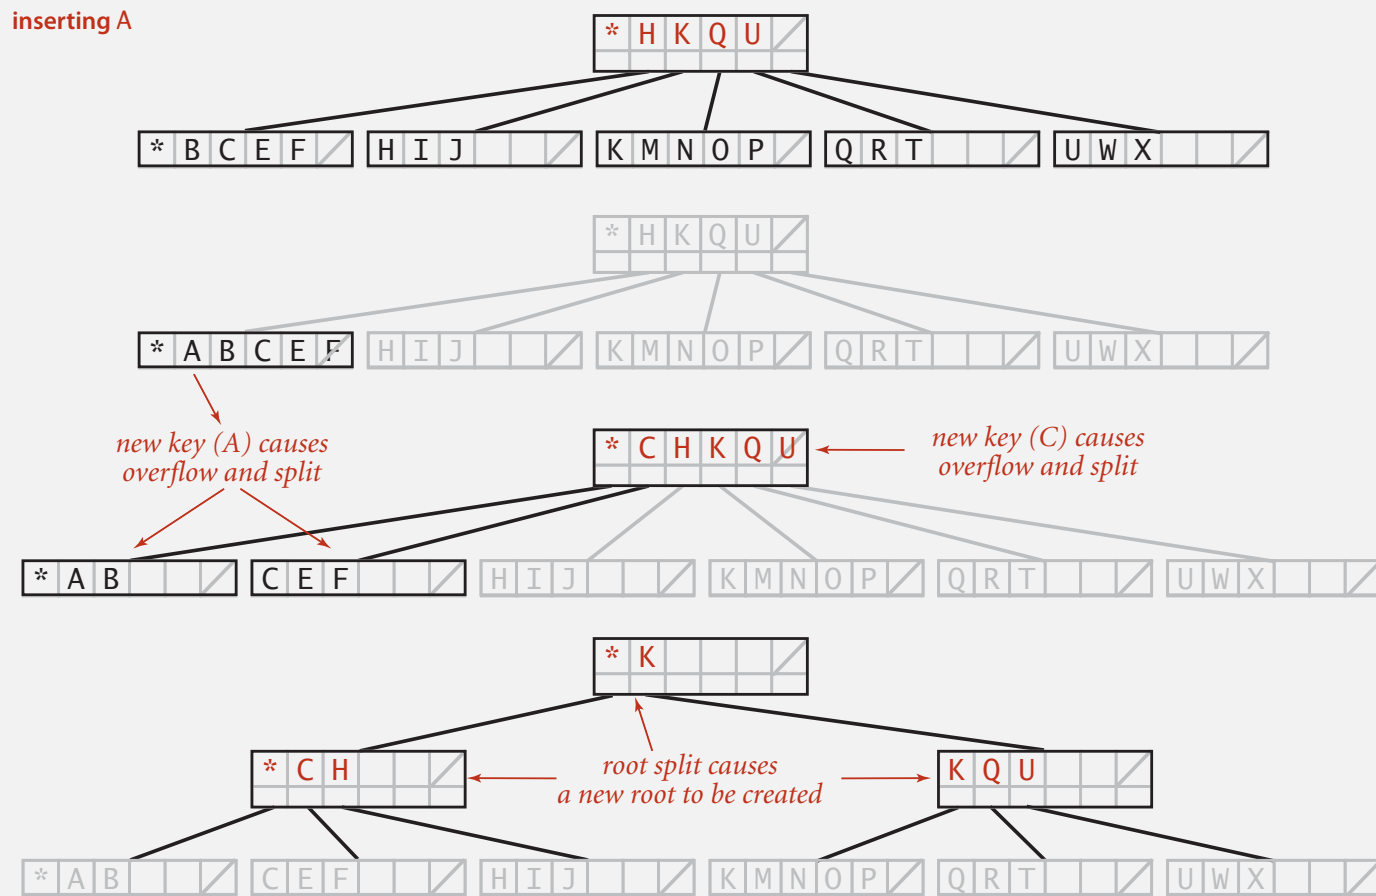 inserting A
* H K Q U
* B C E F
H I J
K M N O P
Q R T
U W X
* H K Q U
* A B C E F
H I J
K M N O P
Q R T
U W X
new key (A) causes
overflow and split
* C H K Q U
new key (C) causes
overflow and split
* A B
C E F
H I J
K M N O P
Q R T
U W X
* K
* C H
root split causes
a new root to be created
K Q U
* A B
C E F
H I J
K M N O P
Q R T
U W X